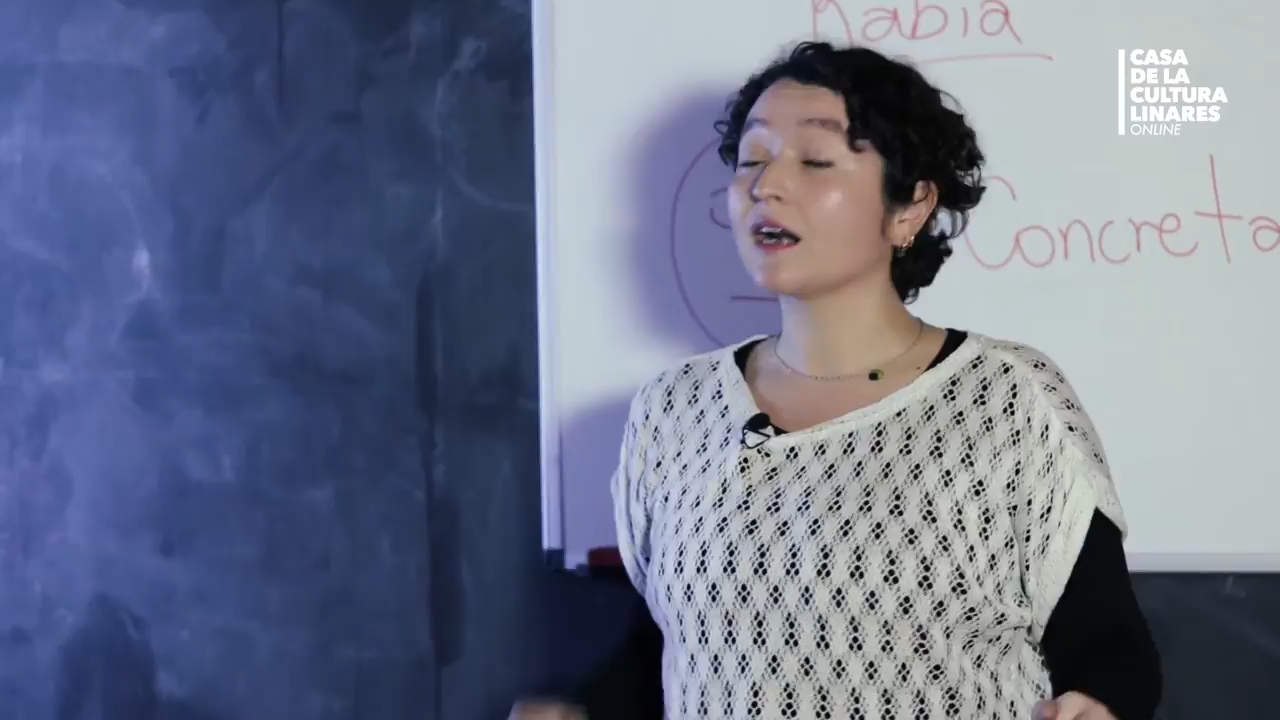 Rabia
Concreta
CASA
DE LA
CULTURA
LINARES
ONLINE